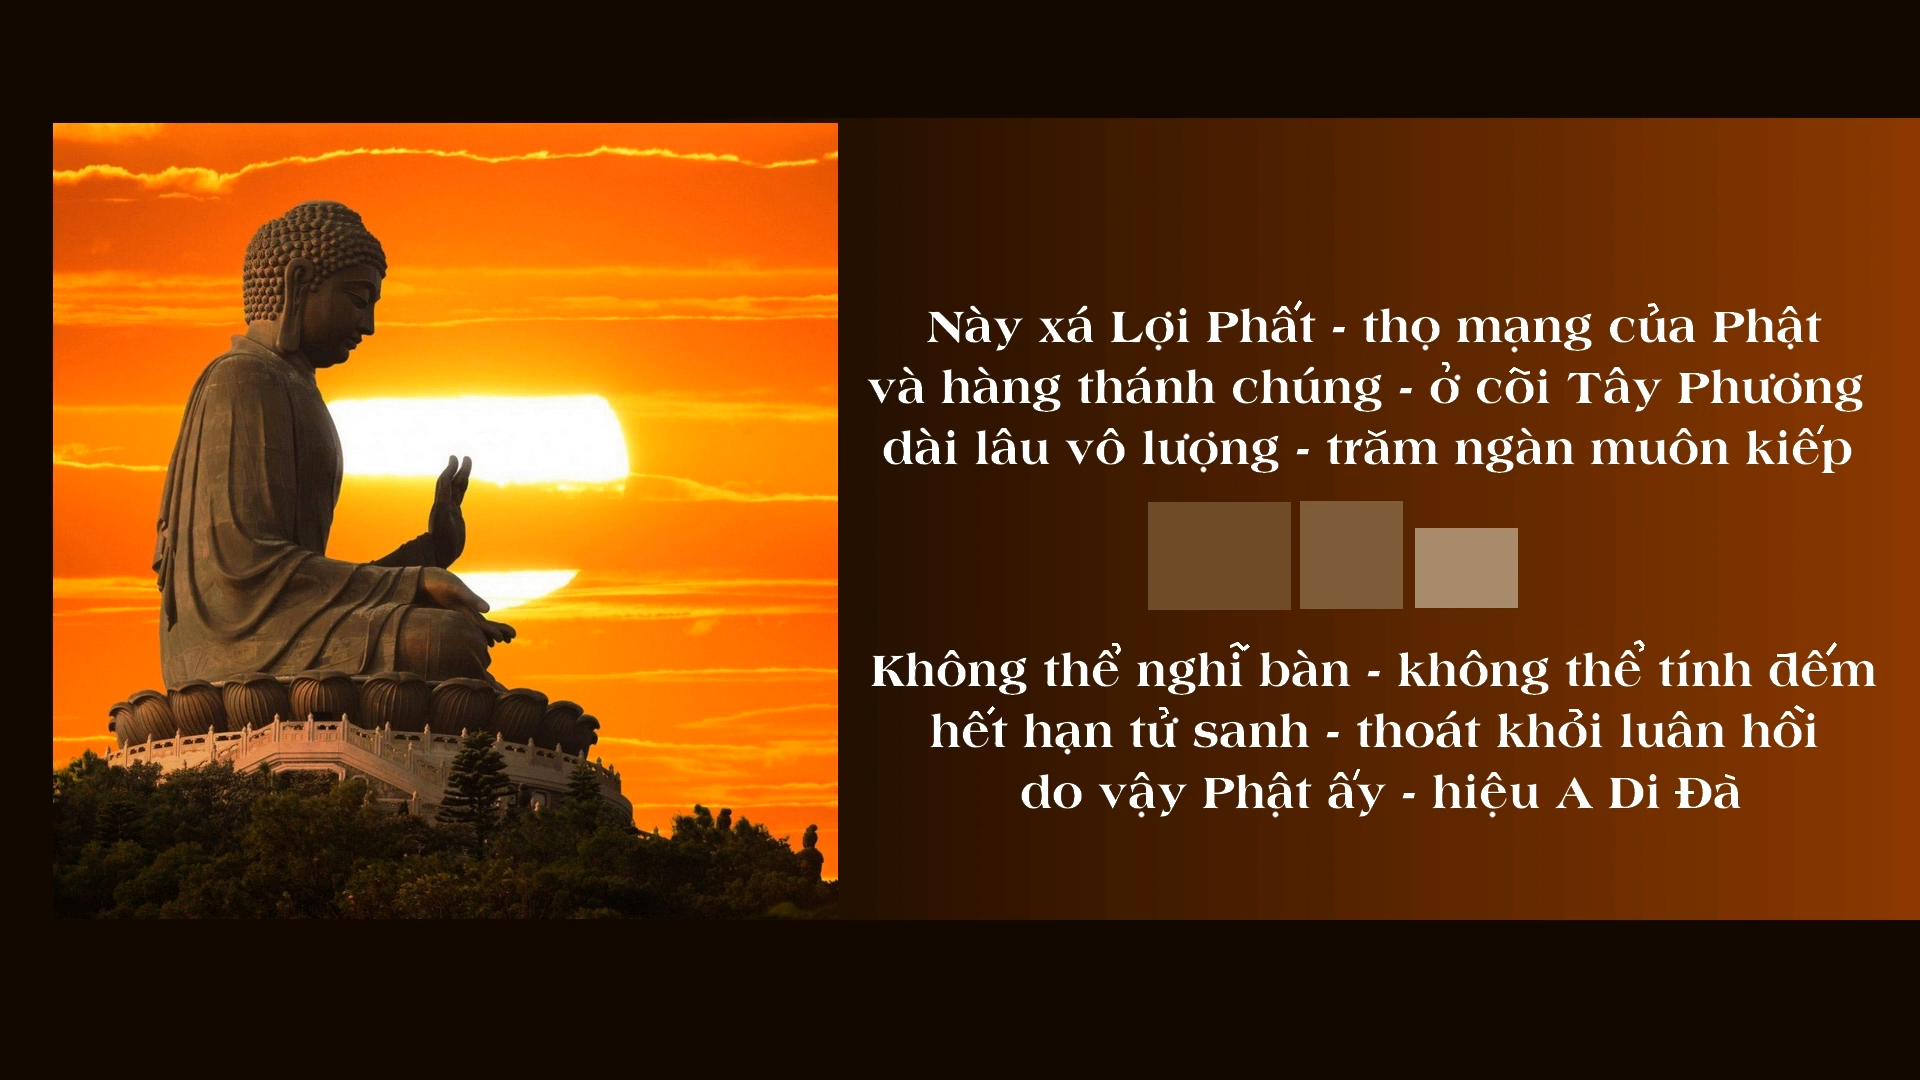 Này xá Lợi Phất - thọ mạng của Phật
và hàng thánh chúng - ở cõi Tây Phương
dài lâu vô lượng - trăm ngàn muôn kiếp
Không thể nghĩ bàn - không thể tính đếm
hết hạn tử sanh - thoát khỏi luân hồi
do vậy Phật ấy - hiệu A Di Đà